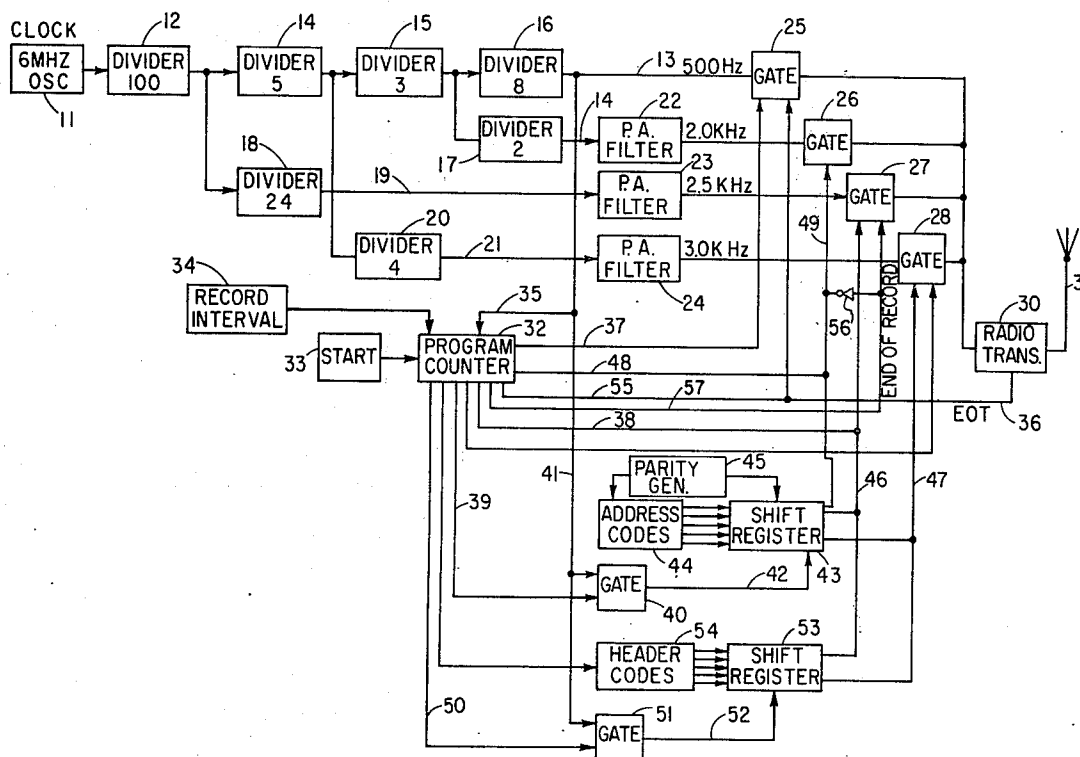 CLOCK
6MHZ
OSC
11
12
DIVIDER
100
14
DIVIDER
5
15
DIVIDER
3
16
DIVIDER
8
13
500Hz
25
GATE
17
DIVIDER
2
14
22
P.A.
FILTER
2.0KHz
26
GATE
18
DIVIDER
24
19
23
P.A.
FILTER
2.5KHz
27
GATE
20
DIVIDER
4
21
P.A.
FILTER
24
3.0KHz
28
GATE
49
END OF RECORD
56
34
RECORD
INTERVAL
35
32
PROGRAM
COUNTER
33
START
37
48
55
57
38
30
RADIO
TRANS.
3
EOT
36
39
41
45
PARITY
GEN.
46
47
ADDRESS
CODES
44
SHIFT
REGISTER
43
GATE
40
42
54
HEADER
CODES
53
SHIFT
REGISTER
50
51
GATE
52